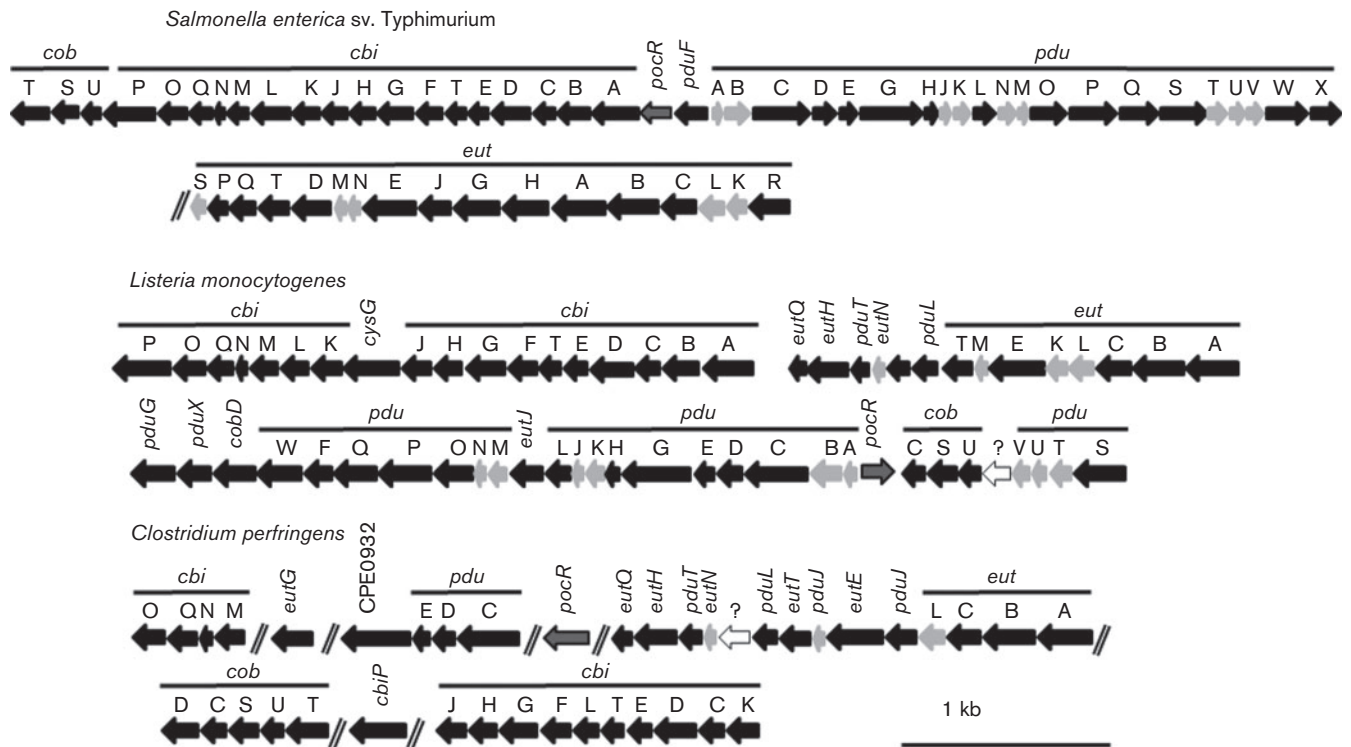 Salmonella enterica sv. Typhimurium
cob cbi pocR pduF pdu
T S U P O Q N M L K J H G F T E D C B A A B C D E G H J K L N M O P Q S T U V W X
eut
S P Q T D M N E J G H A B C L K R
Listeria monocytogenes
cbi cysG cbi eutQ eutH pduT eutN pduL eut
P O Q N M L K J H G F T E D C B A T M E K L C B A
pduG pduX cobD pdu eutJ pdu pocR cob pdu
W F Q P O N M L J K H G E D C B A C S U ? V U T S
Clostridium perfringens
cbi eutG CPE0932 pdu pocR eutQ eutH pduT eutN ? pduL eutT pduJ eutE pduJ eut
O Q N M E D C L C B A
cob cbiP cbi
D C S U T J H G F L T E D C K
1 kb